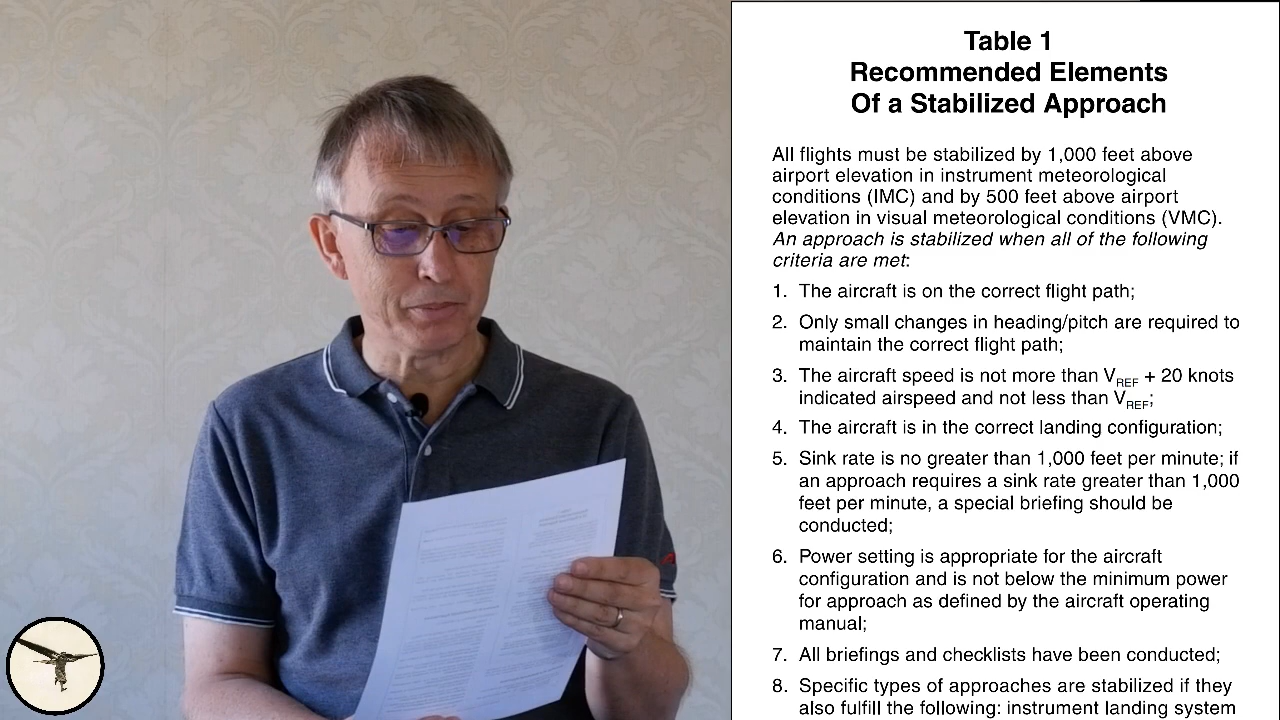 Table 1
Recommended Elements
Of a Stabilized Approach
All flights must be stabilized by 1,000 feet above
airport elevation in instrument meteorological
conditions (IMC) and by 500 feet above airport
elevation in visual meteorological conditions (VMC).
An approach is stabilized when all of the following
criteria are met:
1. The aircraft is on the correct flight path;
2. Only small changes in heading/pitch are required to
maintain the correct flight path;
3. The aircraft speed is not more than VREF + 20 knots
indicated airspeed and not less than VREF;
4. The aircraft is in the correct landing configuration;
5. Sink rate is no greater than 1,000 feet per minute; if
an approach requires a sink rate greater than 1,000
feet per minute, a special briefing should be
conducted;
6. Power setting is appropriate for the aircraft
configuration and is not below the minimum power
for approach as defined by the aircraft operating
manual;
7. All briefings and checklists have been conducted;
8. Specific types of approaches are stabilized if they
also fulfill the following: instrument landing system